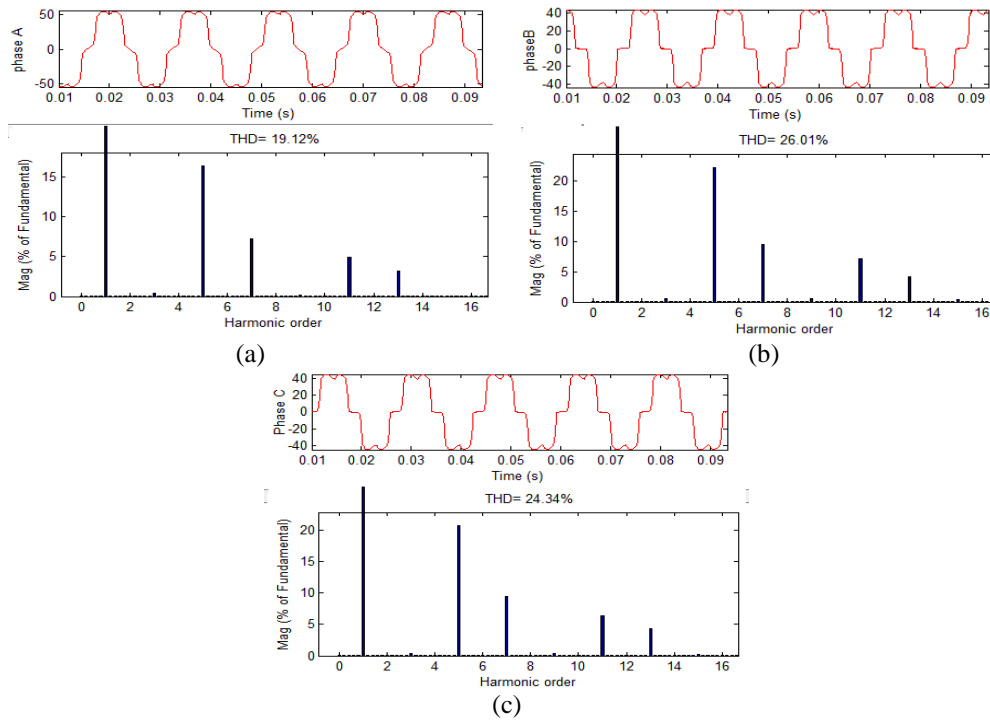 phase A
50
0
-50
0.01 0.02 0.03 0.04 0.05 0.06 0.07 0.08 0.09
Time (s)
THD= 19.12%
Mag (% of Fundamental)
15
10
5
0
0 2 4 6 8 10 12 14 16
Harmonic order
(a)
phaseB
40
20
0
-20
-40
0.01 0.02 0.03 0.04 0.05 0.06 0.07 0.08 0.09
Time (s)
THD= 26.01%
Mag (% of Fundamental)
20
15
10
5
0
0 2 4 6 8 10 12 14 16
Harmonic order
(b)
Phase C
40
20
0
-20
-40
0.01 0.02 0.03 0.04 0.05 0.06 0.07 0.08 0.09
Time (s)
THD= 24.34%
Mag (% of Fundamental)
20
15
10
5
0
0 2 4 6 8 10 12 14 16
Harmonic order
(c)